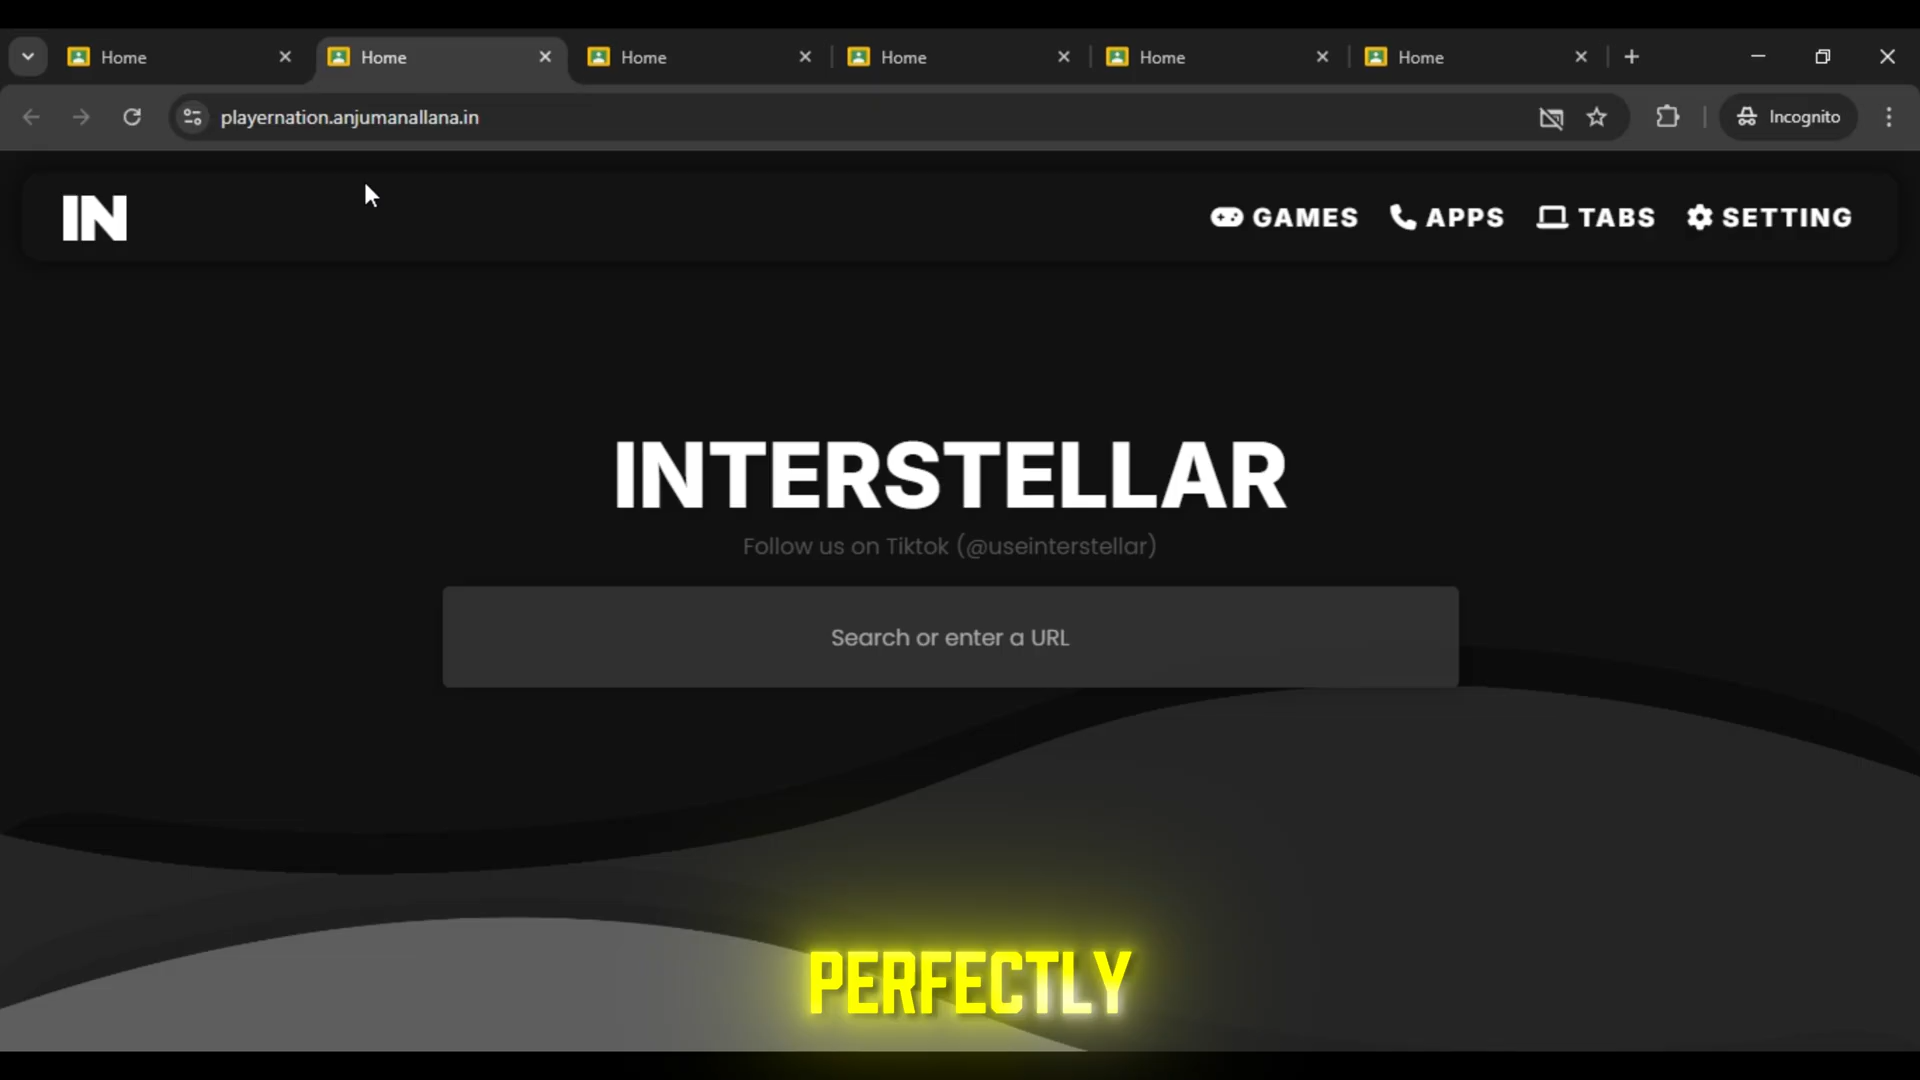 Home
Home
Home
Home
Home
Home
playernation.anjumanallana.in
Incognito
IN
GAMES
APPS
TABS
SETTING
INTERSTELLAR
Follow us on Tiktok (@useinterstellar)
Search or enter a URL
PERFECTLY